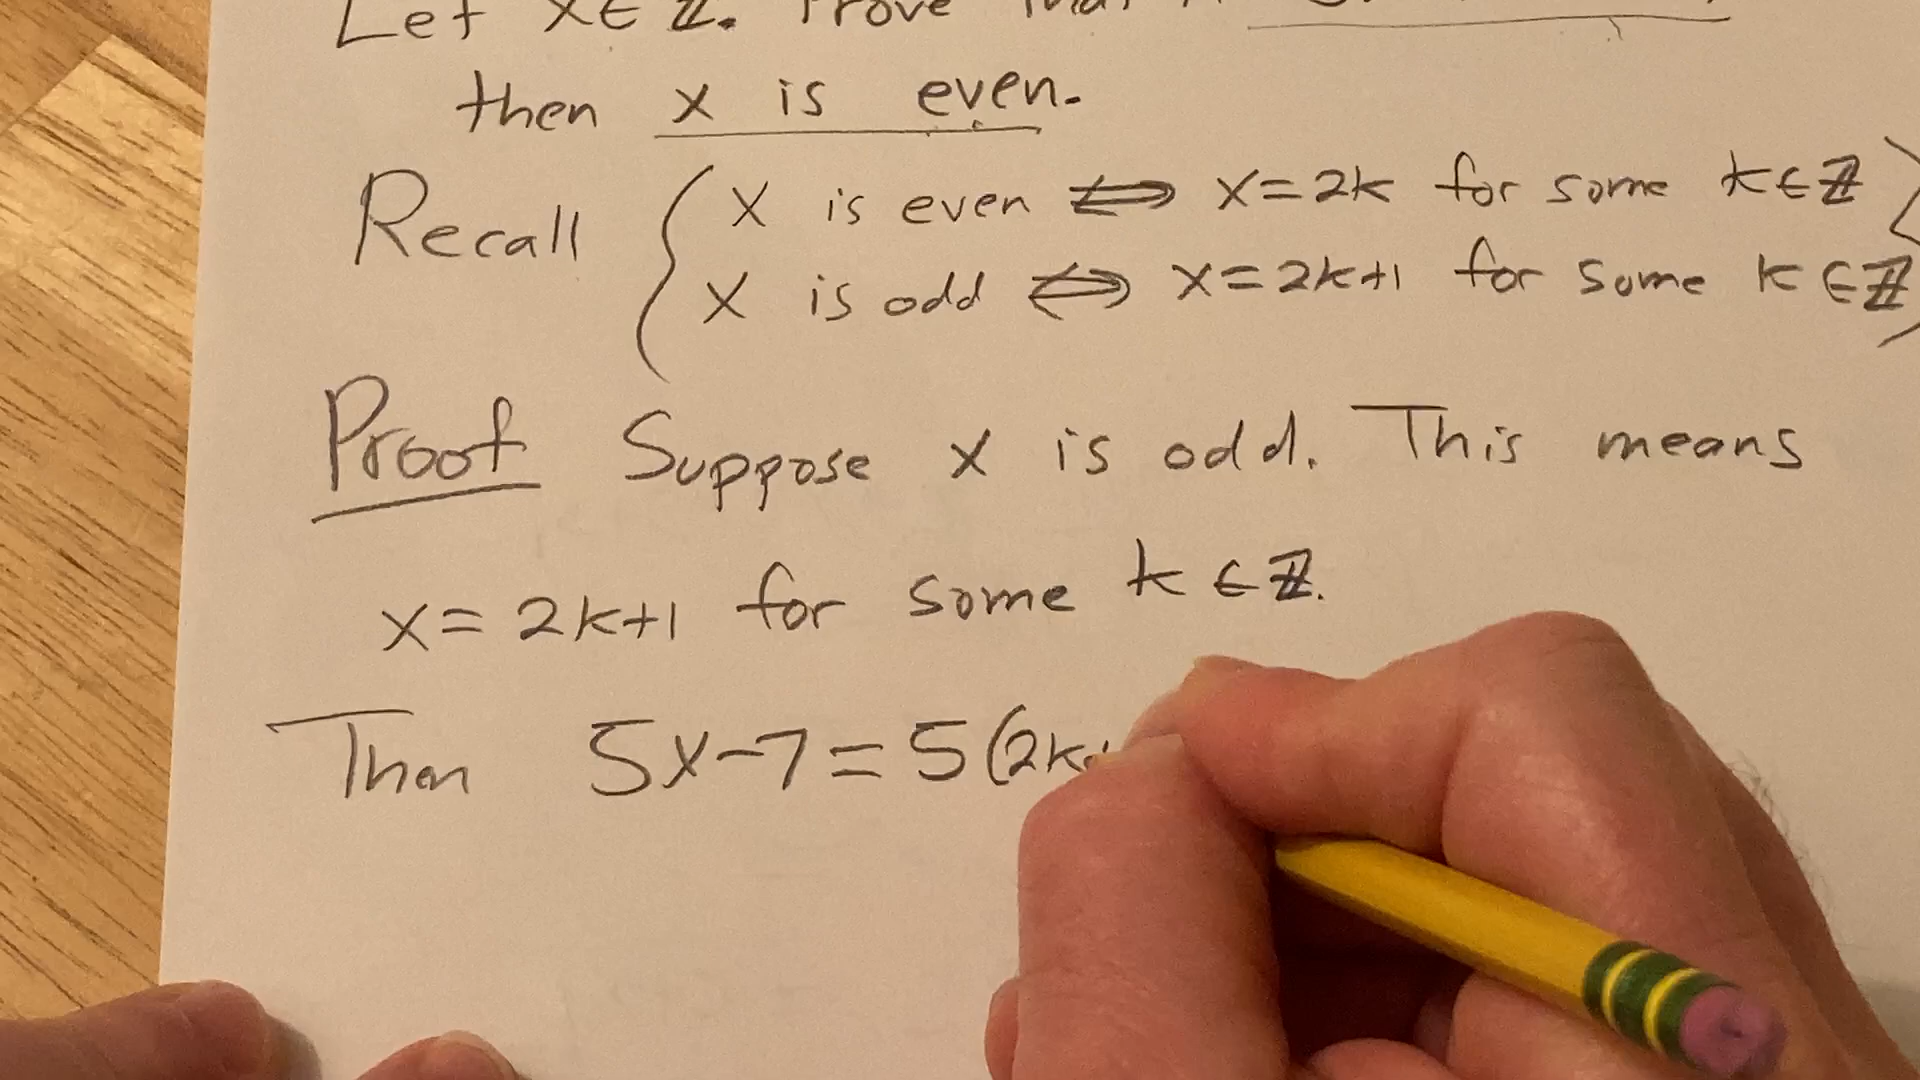 Let x ∈ ℤ. Prove that
then x is even.
Recall { x is even ⟺ x = 2k for some k ∈ ℤ
x is odd ⟺ x = 2k+1 for some k ∈ ℤ
Proof Suppose x is odd. This means
x = 2k+1 for some k ∈ ℤ.
Then 5x-7 = 5(2k+